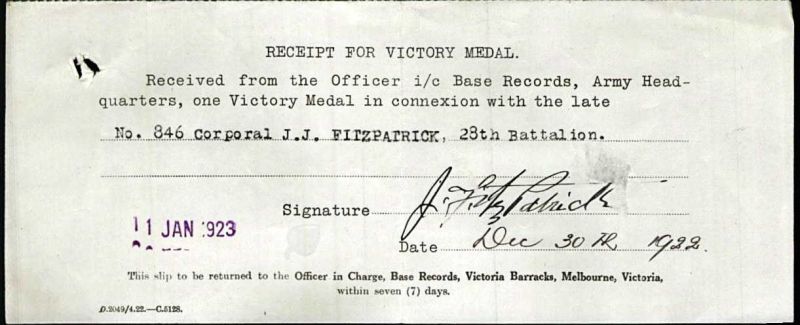 RECEIPT FOR VICTORY MEDAL.
Received from the Officer i/c Base Records, Army Head-
quarters, one Victory Medal in connexion with the late
No. 846 Corporal J.J. FITZPATRICK, 28th Battalion.
Signature J. FitzPatrick
11 JAN 1923
Date Dec 30th 1922.
This slip to be returned to the Officer in Charge, Base Records, Victoria Barracks, Melbourne, Victoria,
within seven (7) days.
D.2049/4.22.—C.5128.